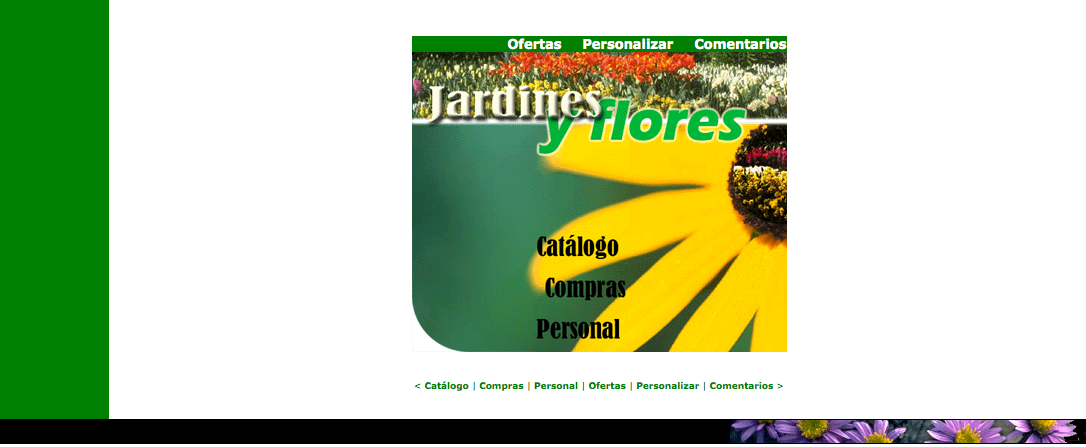 Ofertas Personalizar Comentarios
Jardines
y flores
Catálogo
Compras
Personal
< Catálogo | Compras | Personal | Ofertas | Personalizar | Comentarios >